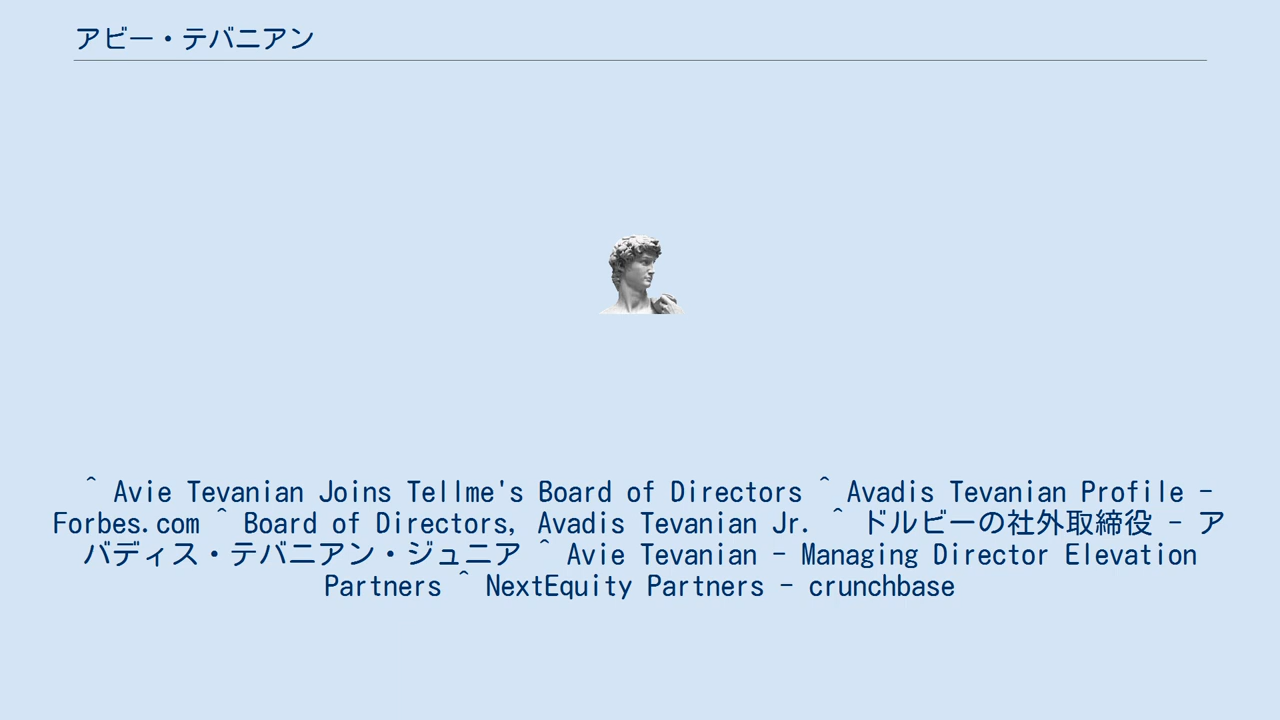 アビー・テバニアン
^ Avie Tevanian Joins Tellme's Board of Directors ^ Avadis Tevanian Profile -
Forbes.com ^ Board of Directors, Avadis Tevanian Jr. ^ ドルビーの社外取締役 - ア
バディス・テバニアン・ジュニア ^ Avie Tevanian - Managing Director Elevation
Partners ^ NextEquity Partners - crunchbase